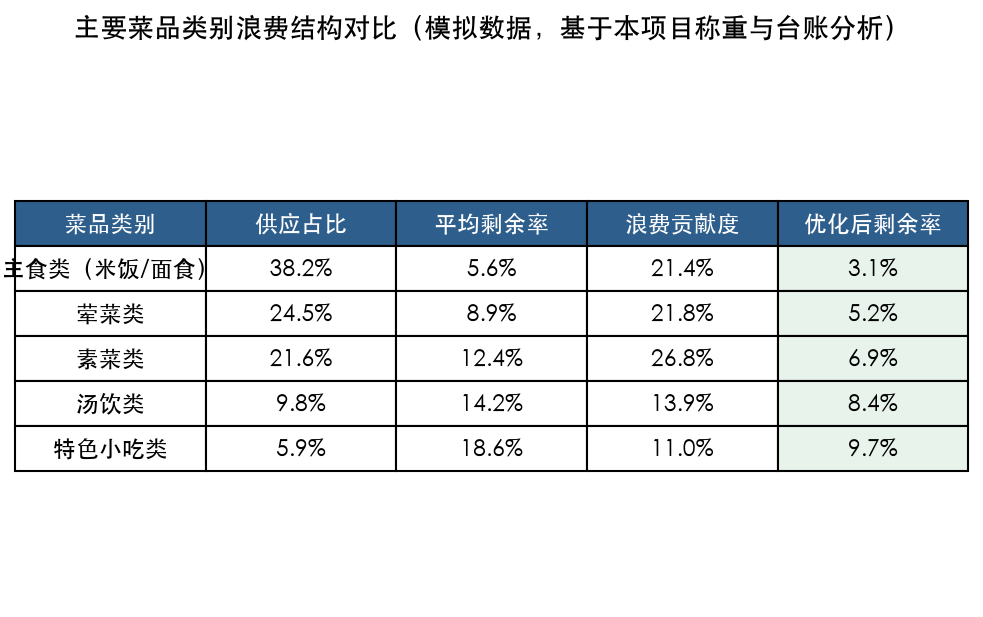 主要菜品类别浪费结构对比（模拟数据，基于本项目称重与台账分析）
菜品类别 供应占比 平均剩余率 浪费贡献度 优化后剩余率
主食类（米饭/面食） 38.2% 5.6% 21.4% 3.1%
荤菜类 24.5% 8.9% 21.8% 5.2%
素菜类 21.6% 12.4% 26.8% 6.9%
汤饮类 9.8% 14.2% 13.9% 8.4%
特色小吃类 5.9% 18.6% 11.0% 9.7%